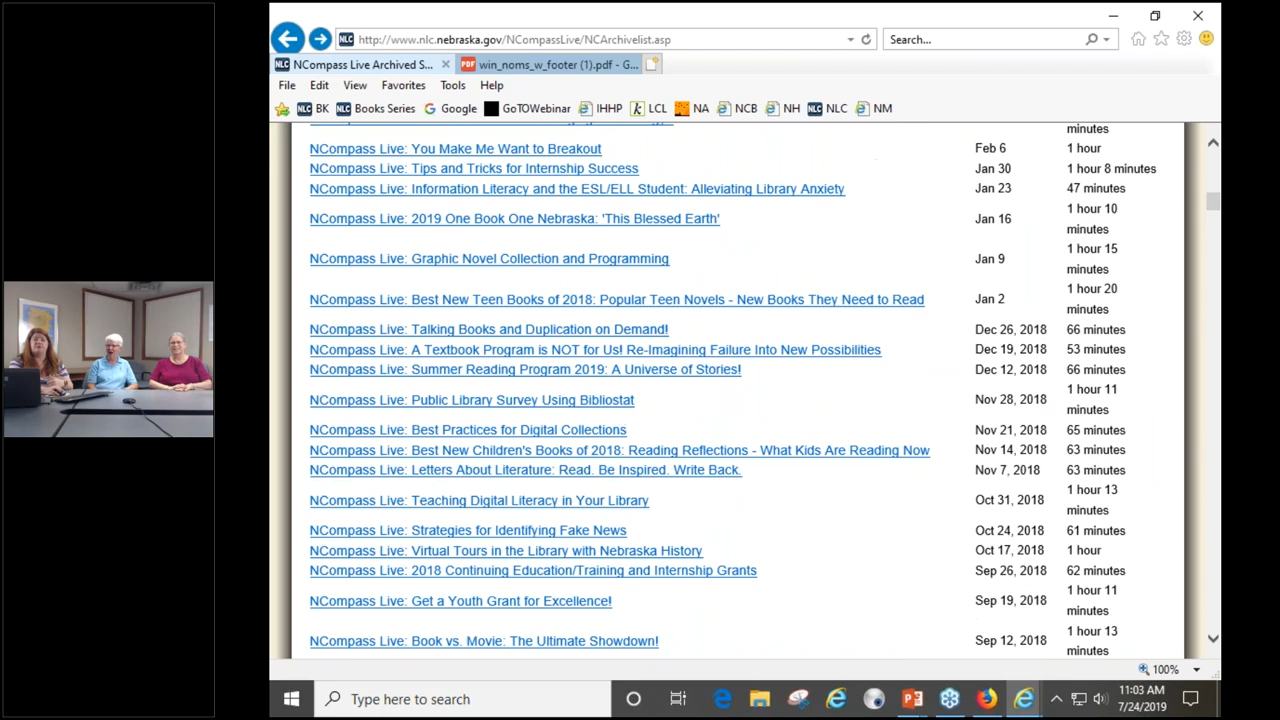 NLC http://www.nlc.nebraska.gov/NCompassLive/NCArchivelist.asp Search...
NLC NCompass Live Archived S... PDF win_noms_w_footer (1).pdf - G...
File Edit View Favorites Tools Help
NLC BK NLC Books Series Google GoTOWebinar IHHP LCL NA NCB NH NLC NLC NM
minutes
NCompass Live: You Make Me Want to Breakout Feb 6 1 hour
NCompass Live: Tips and Tricks for Internship Success Jan 30 1 hour 8 minutes
NCompass Live: Information Literacy and the ESL/ELL Student: Alleviating Library Anxiety Jan 23 47 minutes
NCompass Live: 2019 One Book One Nebraska: 'This Blessed Earth' Jan 16 1 hour 10
minutes
NCompass Live: Graphic Novel Collection and Programming Jan 9 1 hour 15
minutes
NCompass Live: Best New Teen Books of 2018: Popular Teen Novels - New Books They Need to Read Jan 2 1 hour 20
minutes
NCompass Live: Talking Books and Duplication on Demand! Dec 26, 2018 66 minutes
NCompass Live: A Textbook Program is NOT for Us! Re-Imagining Failure Into New Possibilities Dec 19, 2018 53 minutes
NCompass Live: Summer Reading Program 2019: A Universe of Stories! Dec 12, 2018 66 minutes
NCompass Live: Public Library Survey Using Bibliostat Nov 28, 2018 1 hour 11
minutes
NCompass Live: Best Practices for Digital Collections Nov 21, 2018 65 minutes
NCompass Live: Best New Children's Books of 2018: Reading Reflections - What Kids Are Reading Now Nov 14, 2018 63 minutes
NCompass Live: Letters About Literature: Read. Be Inspired. Write Back. Nov 7, 2018 63 minutes
NCompass Live: Teaching Digital Literacy in Your Library Oct 31, 2018 1 hour 13
minutes
NCompass Live: Strategies for Identifying Fake News Oct 24, 2018 61 minutes
NCompass Live: Virtual Tours in the Library with Nebraska History Oct 17, 2018 1 hour
NCompass Live: 2018 Continuing Education/Training and Internship Grants Sep 26, 2018 62 minutes
NCompass Live: Get a Youth Grant for Excellence! Sep 19, 2018 1 hour 11
minutes
NCompass Live: Book vs. Movie: The Ultimate Showdown! Sep 12, 2018 1 hour 13
minutes
100%
Type here to search 11:03 AM
7/24/2019